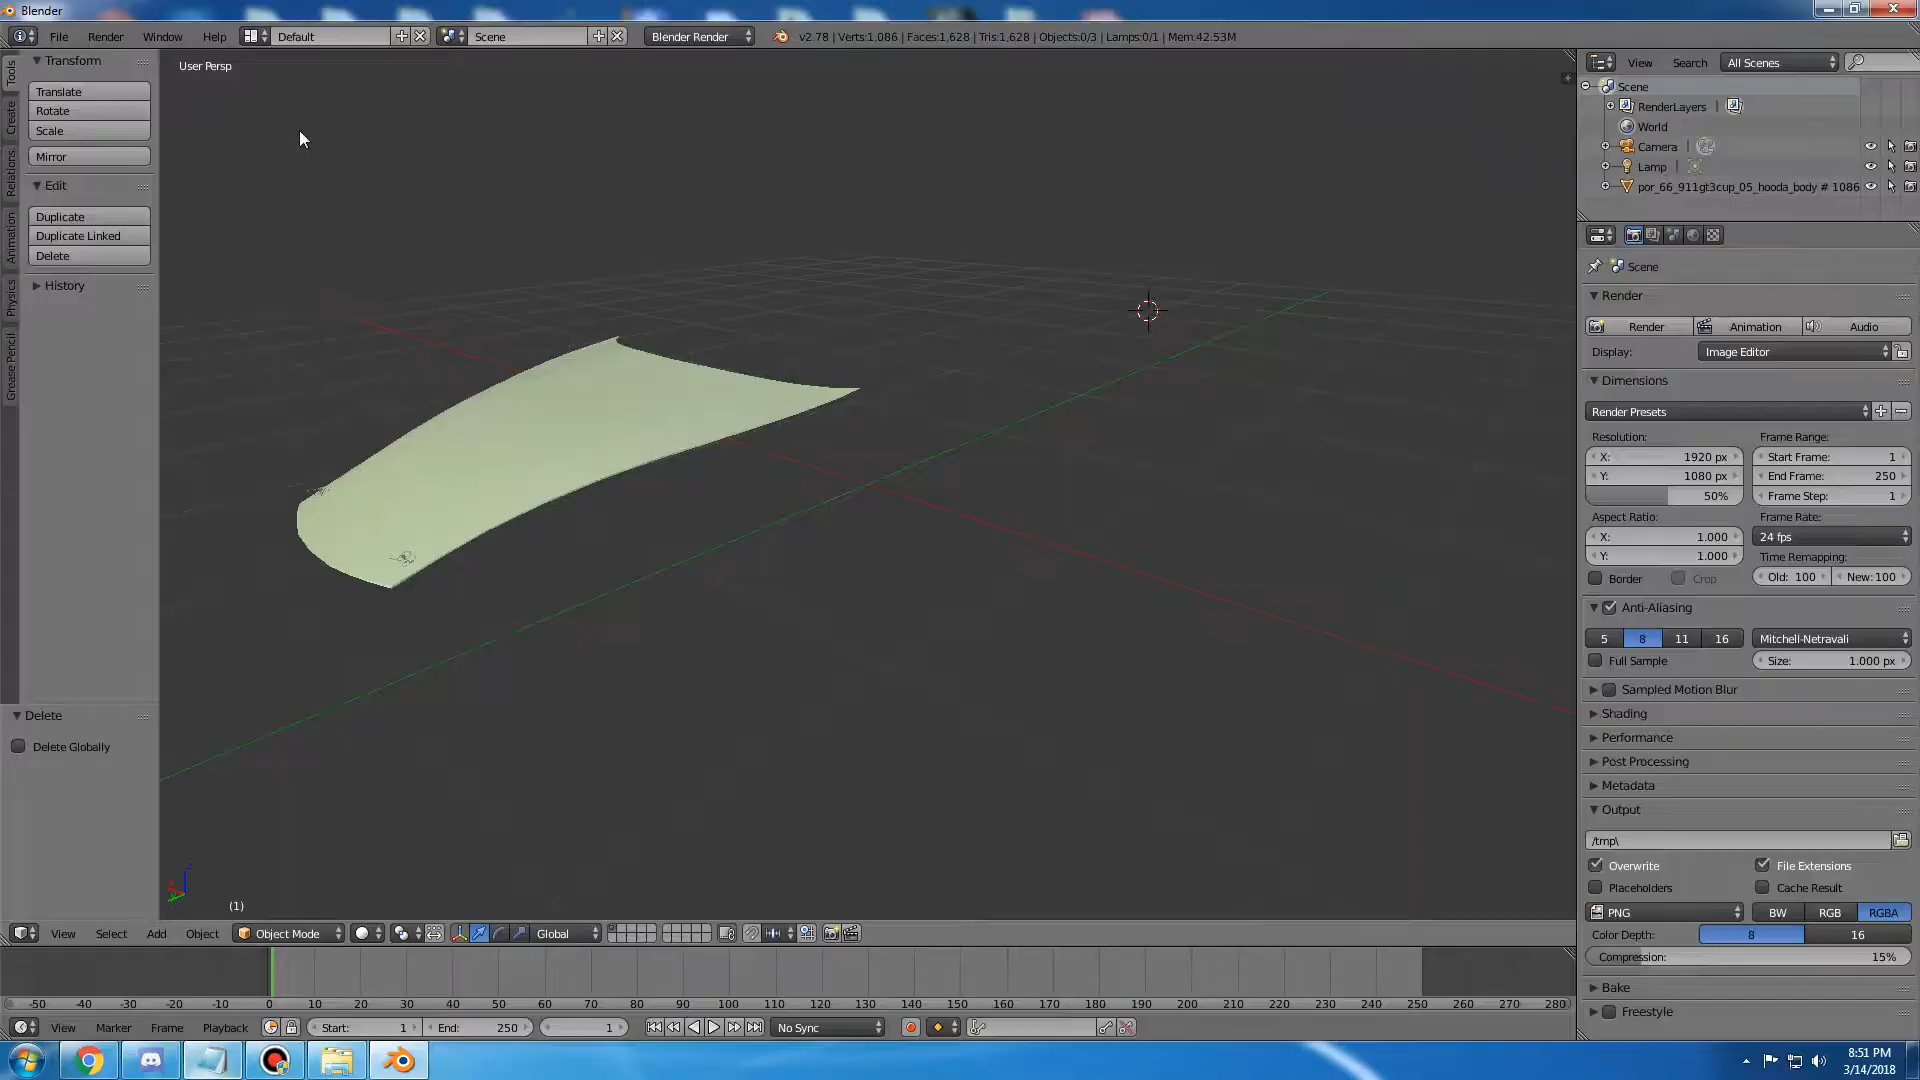 Blender
File Render Window Help Default Scene Blender Render v2.78 | Verts:1,086 | Faces:1,628 | Tris:1,628 | Objects:0/3 | Lamps:0/1 | Mem:42.53M
View Search All Scenes
User Persp
Tools
Create
Relations
Animation
Physics
Grease Pencil
Transform
Translate
Rotate
Scale
Mirror
Edit
Duplicate
Duplicate Linked
Delete
History
Delete
Delete Globally
Scene
RenderLayers
World
Camera
Lamp
por_66_911gt3cup_05_hooda_body # 1086
Scene
Render
Render Animation Audio
Display: Image Editor
Dimensions
Render Presets
Resolution: Frame Range:
X: 1920 px Start Frame: 1
Y: 1080 px End Frame: 250
50% Frame Step: 1
Aspect Ratio: Frame Rate:
X: 1.000 24 fps
Y: 1.000 Time Remapping:
Border Crop Old: 100 New: 100
Anti-Aliasing
5 8 11 16 Mitchell-Netravali
Full Sample Size: 1.000 px
Sampled Motion Blur
Shading
Performance
Post Processing
Metadata
Output
/tmp\
Overwrite File Extensions
Placeholders Cache Result
PNG BW RGB RGBA
Color Depth: 8 16
Compression: 15%
Bake
Freestyle
(1)
View Select Add Object Object Mode Global
-50 -40 -30 -20 -10 0 10 20 30 40 50 60 70 80 90 100 110 120 130 140 150 160 170 180 190 200 210 220 230 240 250 260 270 280
View Marker Frame Playback Start: 1 End: 250 1 No Sync
8:51 PM
3/14/2018